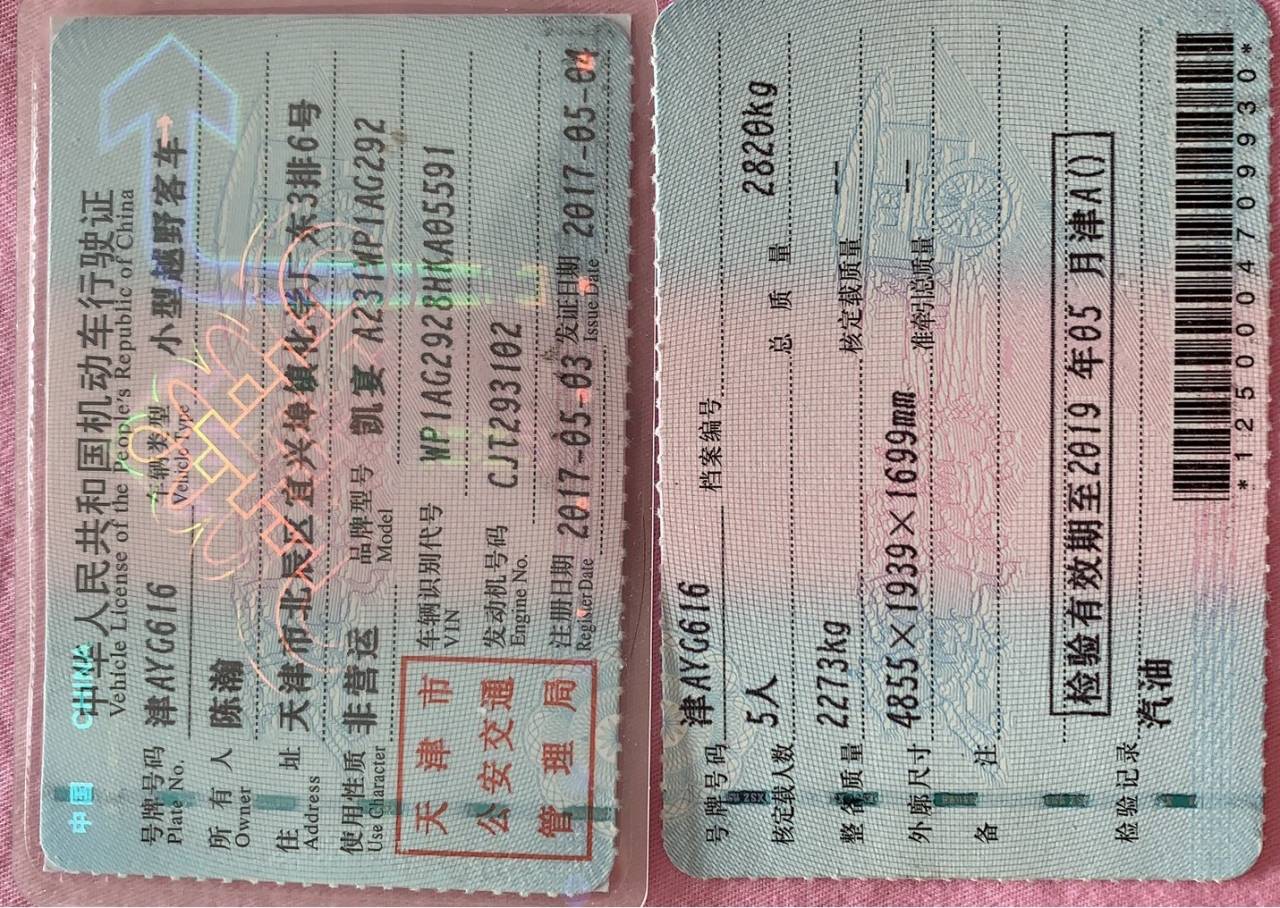 中国 CHINA
中华人民共和国机动车行驶证
Vehicle License of the People's Republic of China
号牌号码 津AYG616 车辆类型 小型越野客车
Plate No. Vehicle Type
所有人 陈瀚
Owner
住址 天津市北辰区宜兴埠镇化学厂东3排6号
Address
使用性质 非营运 品牌型号 凯宴 A231WP1AG292
Use Character Model
天津市
公安交通
管理局
车辆识别代号 WP1AG2928HKA05591
VIN
发动机号码 CJT293102
Engine No.
注册日期 2017-05-03 发证日期 2017-05-04
Register Date Issue Date
号牌号码 津AYG616 档案编号
核定载人数 5人 总质量 2820kg
整备质量 2273kg 核定载质量 --
外廓尺寸 4855×1939×1699mm 准牵引总质量 --
备注
检验有效期至2019年05月津A()
检验记录
汽油
*1250004709930*